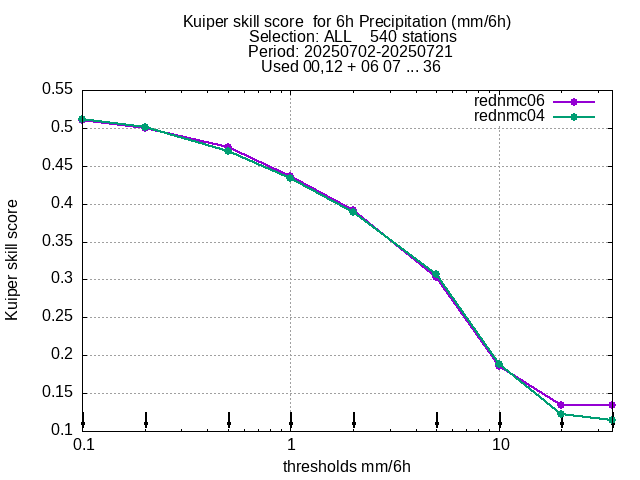 Kuiper skill score  for 6h Precipitation (mm/6h)
Selection: ALL    540 stations
Period: 20250702-20250721
Used 00,12 + 06 07 ... 36
rednmc06
rednmc04
0.55
0.5
0.45
0.4
0.35
0.3
0.25
0.2
0.15
0.1
Kuiper skill score
0.1 1 10
thresholds mm/6h